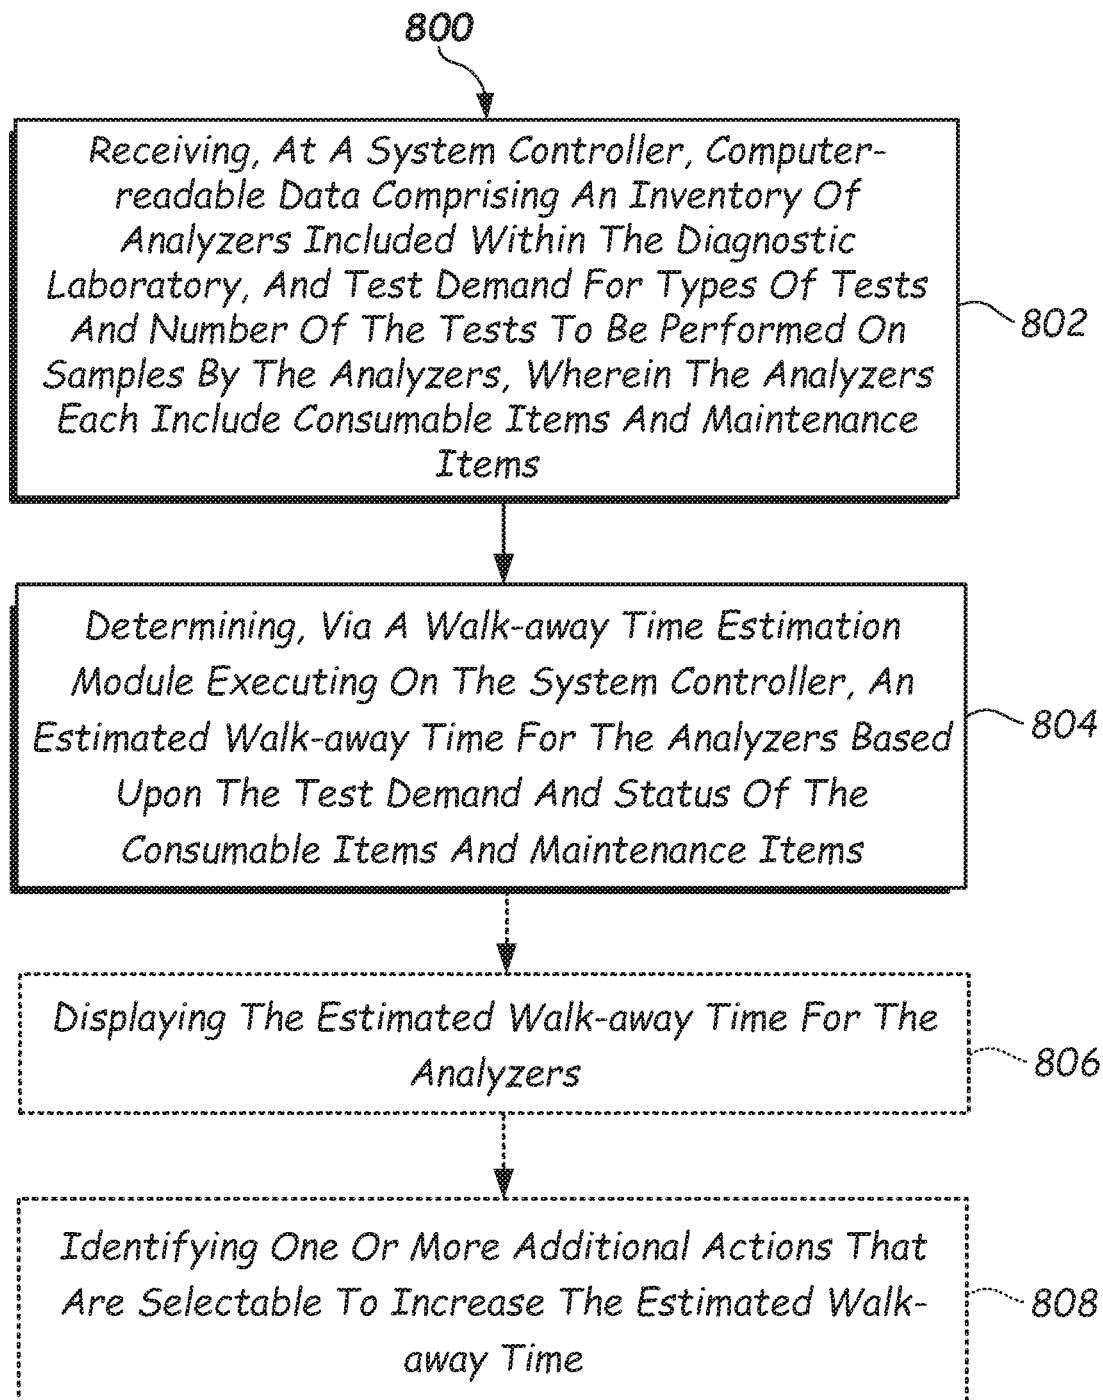 800
Receiving, At A System Controller, Computer-
readable Data Comprising An Inventory Of
Analyzers Included Within The Diagnostic
Laboratory, And Test Demand For Types Of Tests
And Number Of The Tests To Be Performed On
Samples By The Analyzers, Wherein The Analyzers
Each Include Consumable Items And Maintenance
Items
802
Determining, Via A Walk-away Time Estimation
Module Executing On The System Controller, An
Estimated Walk-away Time For The Analyzers Based
Upon The Test Demand And Status Of The
Consumable Items And Maintenance Items
804
Displaying The Estimated Walk-away Time For The
Analyzers
806
Identifying One Or More Additional Actions That
Are Selectable To Increase The Estimated Walk-
away Time
808